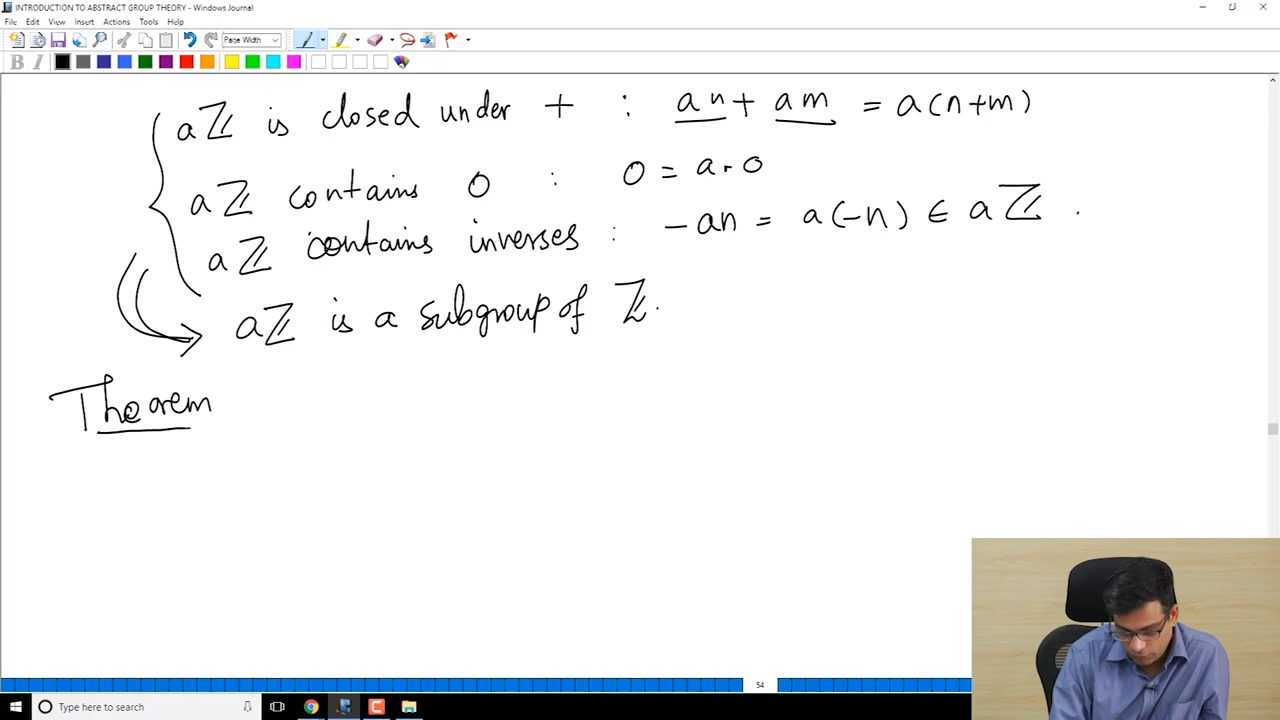 INTRODUCTION TO ABSTRACT GROUP THEORY - Windows Journal
File Edit View Insert Actions Tools Help
Page Width
B I
aℤ is closed under + : an + am = a(n+m)
aℤ contains 0 : 0 = a·0
aℤ contains inverses : -an = a(-n) ∈ aℤ.
aℤ is a subgroup of ℤ.
Theorem
54
Type here to search